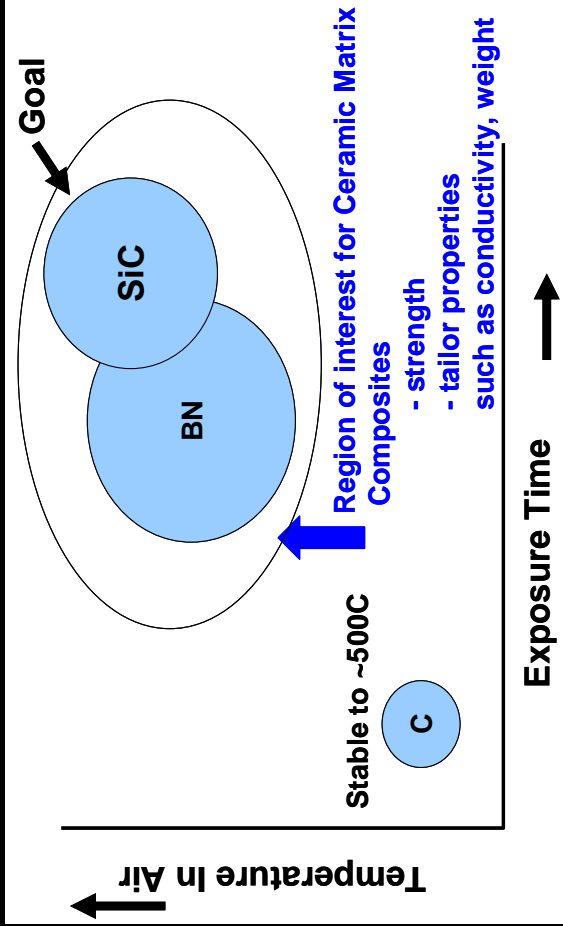 Goal
SiC
BN
Region of interest for Ceramic Matrix
Composites
- strength
- tailor properties
such as conductivity, weight
Stable to ~500C
C
Exposure Time
Temperature In Air